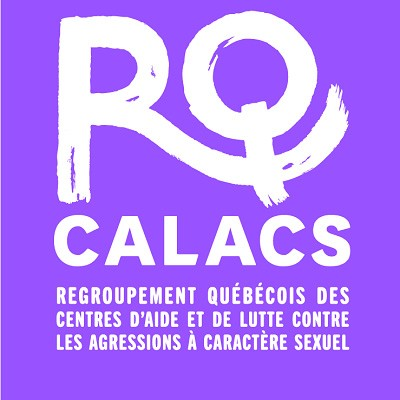 RQ
CALACS
REGROUPEMENT QUÉBÉCOIS DES
CENTRES D'AIDE ET DE LUTTE CONTRE
LES AGRESSIONS À CARACTÈRE SEXUEL